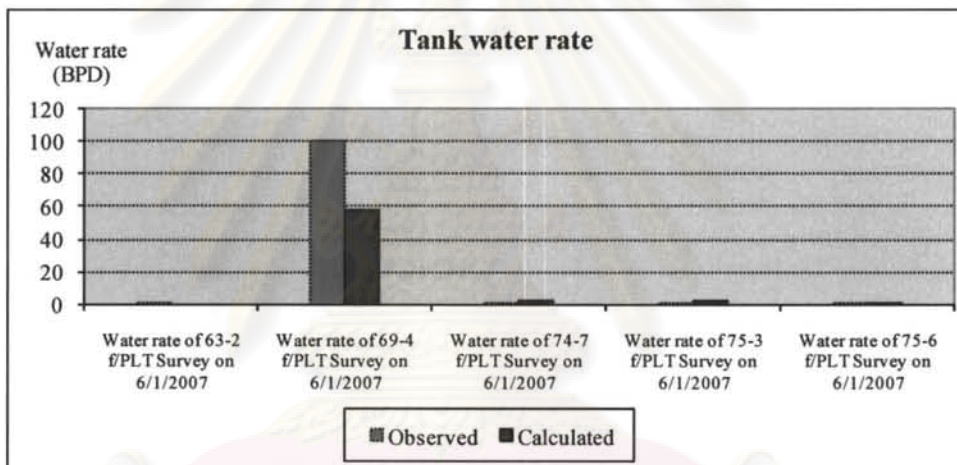 Tank water rate
Water rate
(BPD)
120
100
80
60
40
20
0
Water rate of 63-2
f/PLT Survey on
6/1/2007
Water rate of 69-4
f/PLT Survey on
6/1/2007
Water rate of 74-7
f/PLT Survey on
6/1/2007
Water rate of 75-3
f/PLT Survey on
6/1/2007
Water rate of 75-6
f/PLT Survey on
6/1/2007
Observed
Calculated